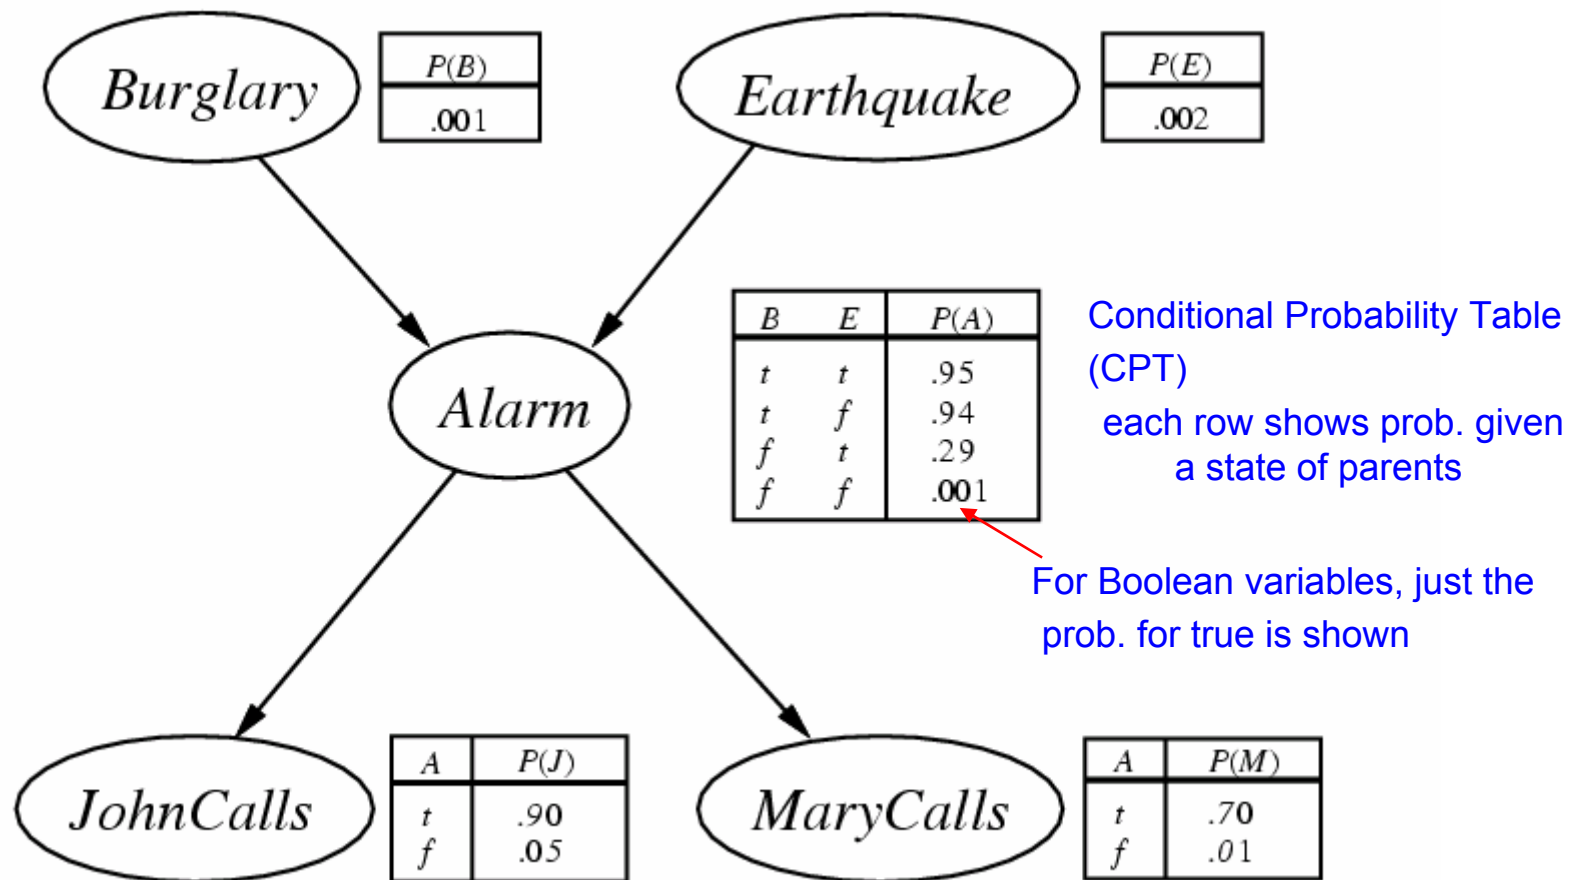 Burglary
P(B)
.001
Earthquake
P(E)
.002
Alarm
B E P(A)
t t .95
t f .94
f t .29
f f .001
Conditional Probability Table
(CPT)
each row shows prob. given
a state of parents
For Boolean variables, just the
prob. for true is shown
JohnCalls
A P(J)
t .90
f .05
MaryCalls
A P(M)
t .70
f .01